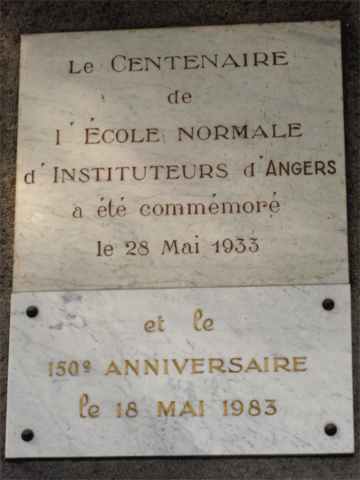 Le Centenaire
de
l'École normale
d'Instituteurs d'Angers
a été commémoré
le 28 Mai 1933
et le
150e ANNIVERSAIRE
le 18 MAI 1983